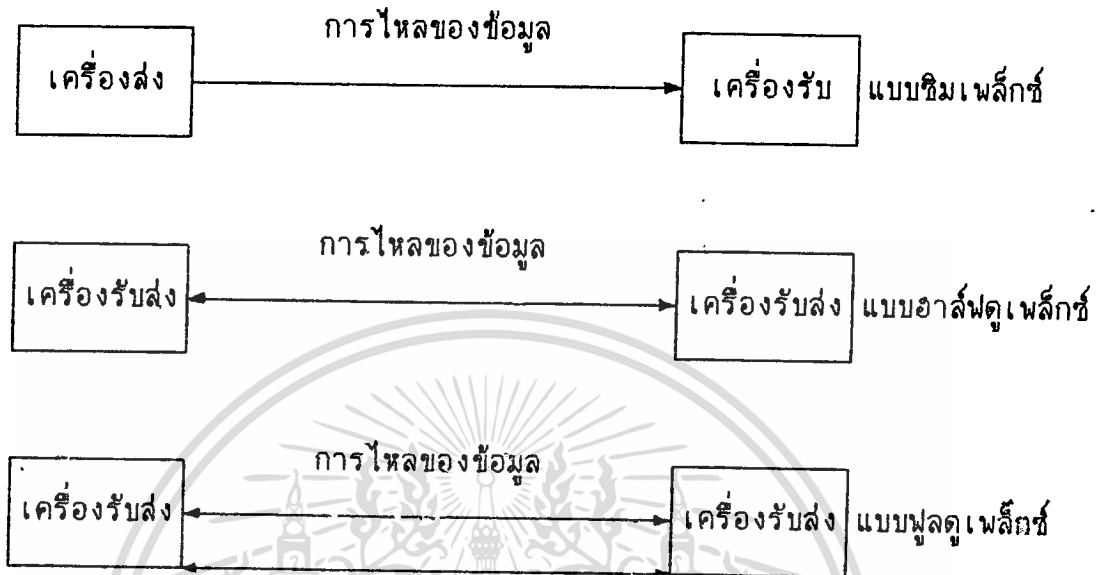 การไหลของข้อมูล
เครื่องส่ง เครื่องรับ แบบซิมเพล็กซ์
การไหลของข้อมูล
เครื่องรับส่ง เครื่องรับส่ง แบบฮาล์ฟดูเพล็กซ์
การไหลของข้อมูล
เครื่องรับส่ง เครื่องรับส่ง แบบฟูลดูเพล็กซ์